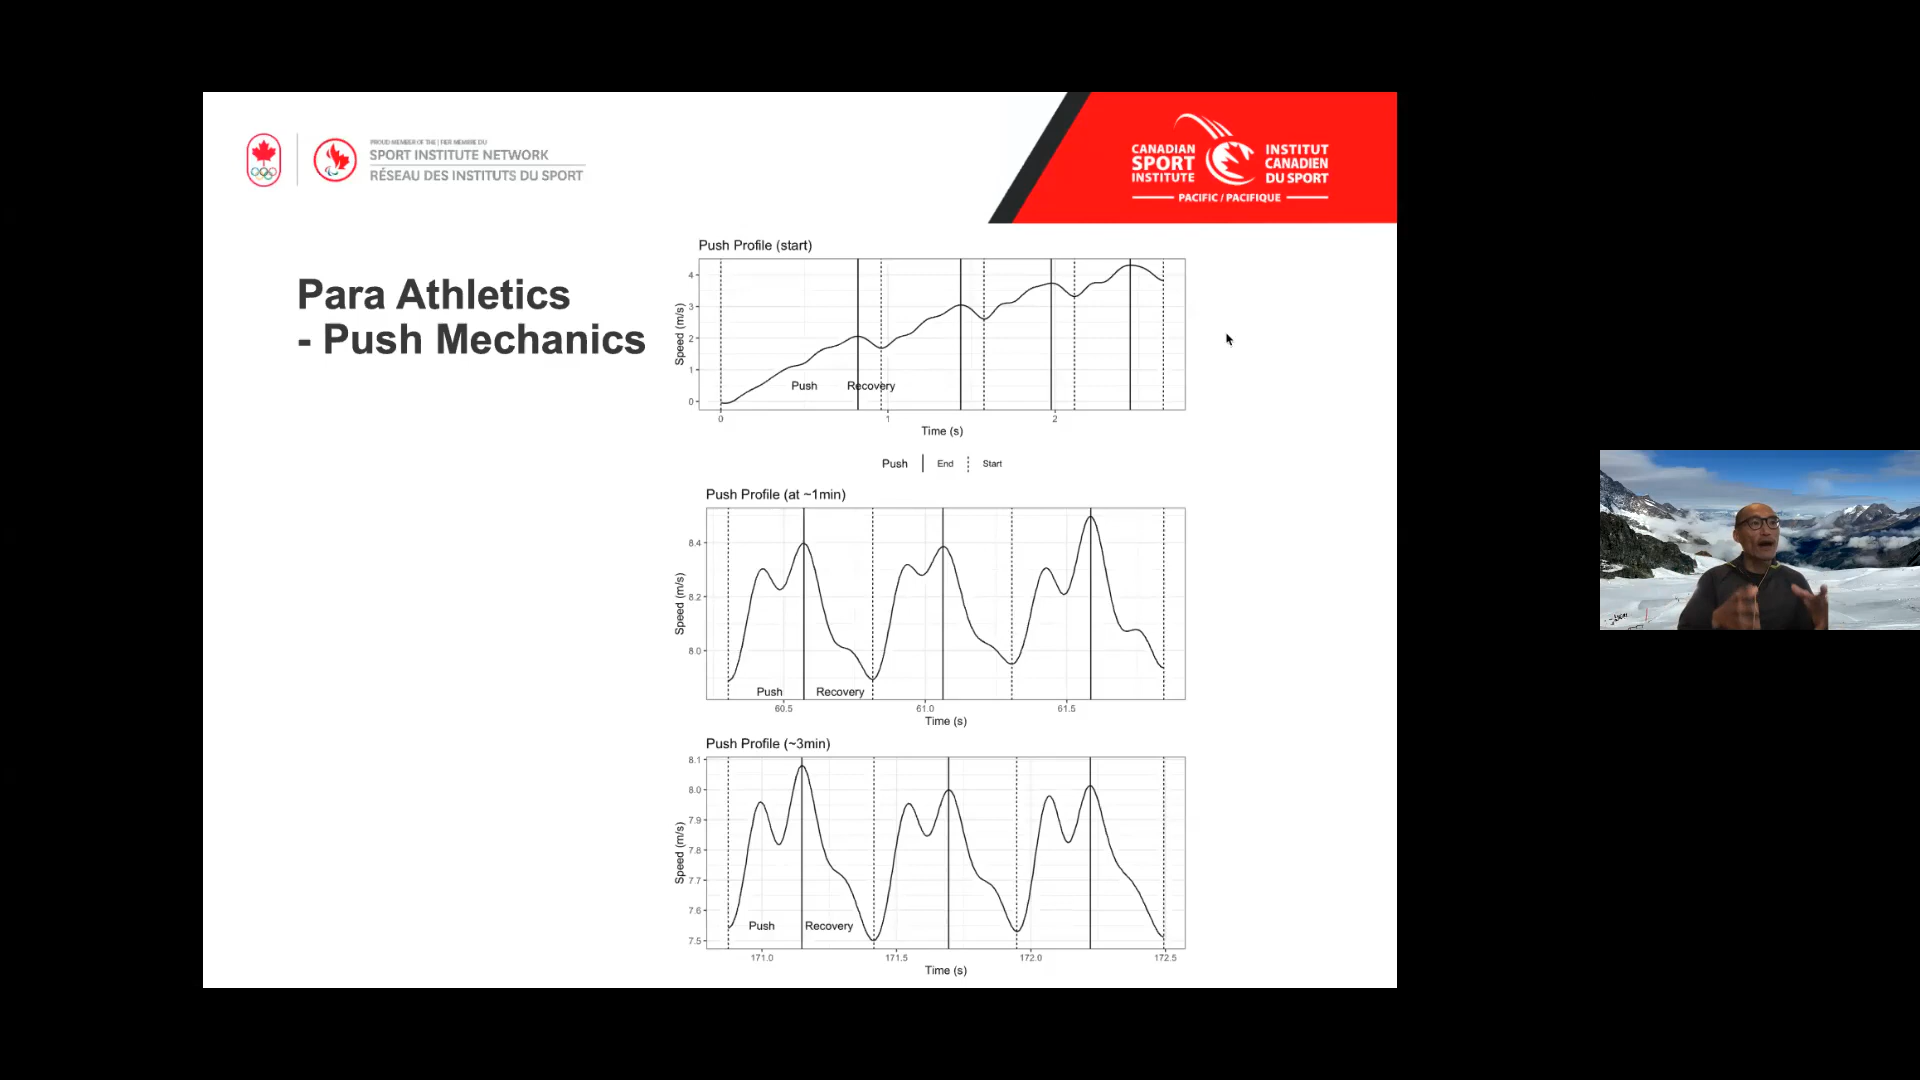 PROUD MEMBER OF THE | FIER MEMBRE DU
SPORT INSTITUTE NETWORK
RÉSEAU DES INSTITUTS DU SPORT
CANADIAN
SPORT
INSTITUTE
INSTITUT
CANADIEN
DU SPORT
PACIFIC / PACIFIQUE
Para Athletics
- Push Mechanics
Push Profile (start)
Speed (m/s)
4
3
2
1
0
Push
Recovery
0 1 2
Time (s)
Push End Start
Push Profile (at ~1min)
Speed (m/s)
8.4
8.2
8.0
Push
Recovery
60.5 61.0 61.5
Time (s)
Push Profile (~3min)
Speed (m/s)
8.1
8.0
7.9
7.8
7.7
7.6
7.5
Push
Recovery
171.0 171.5 172.0 172.5
Time (s)